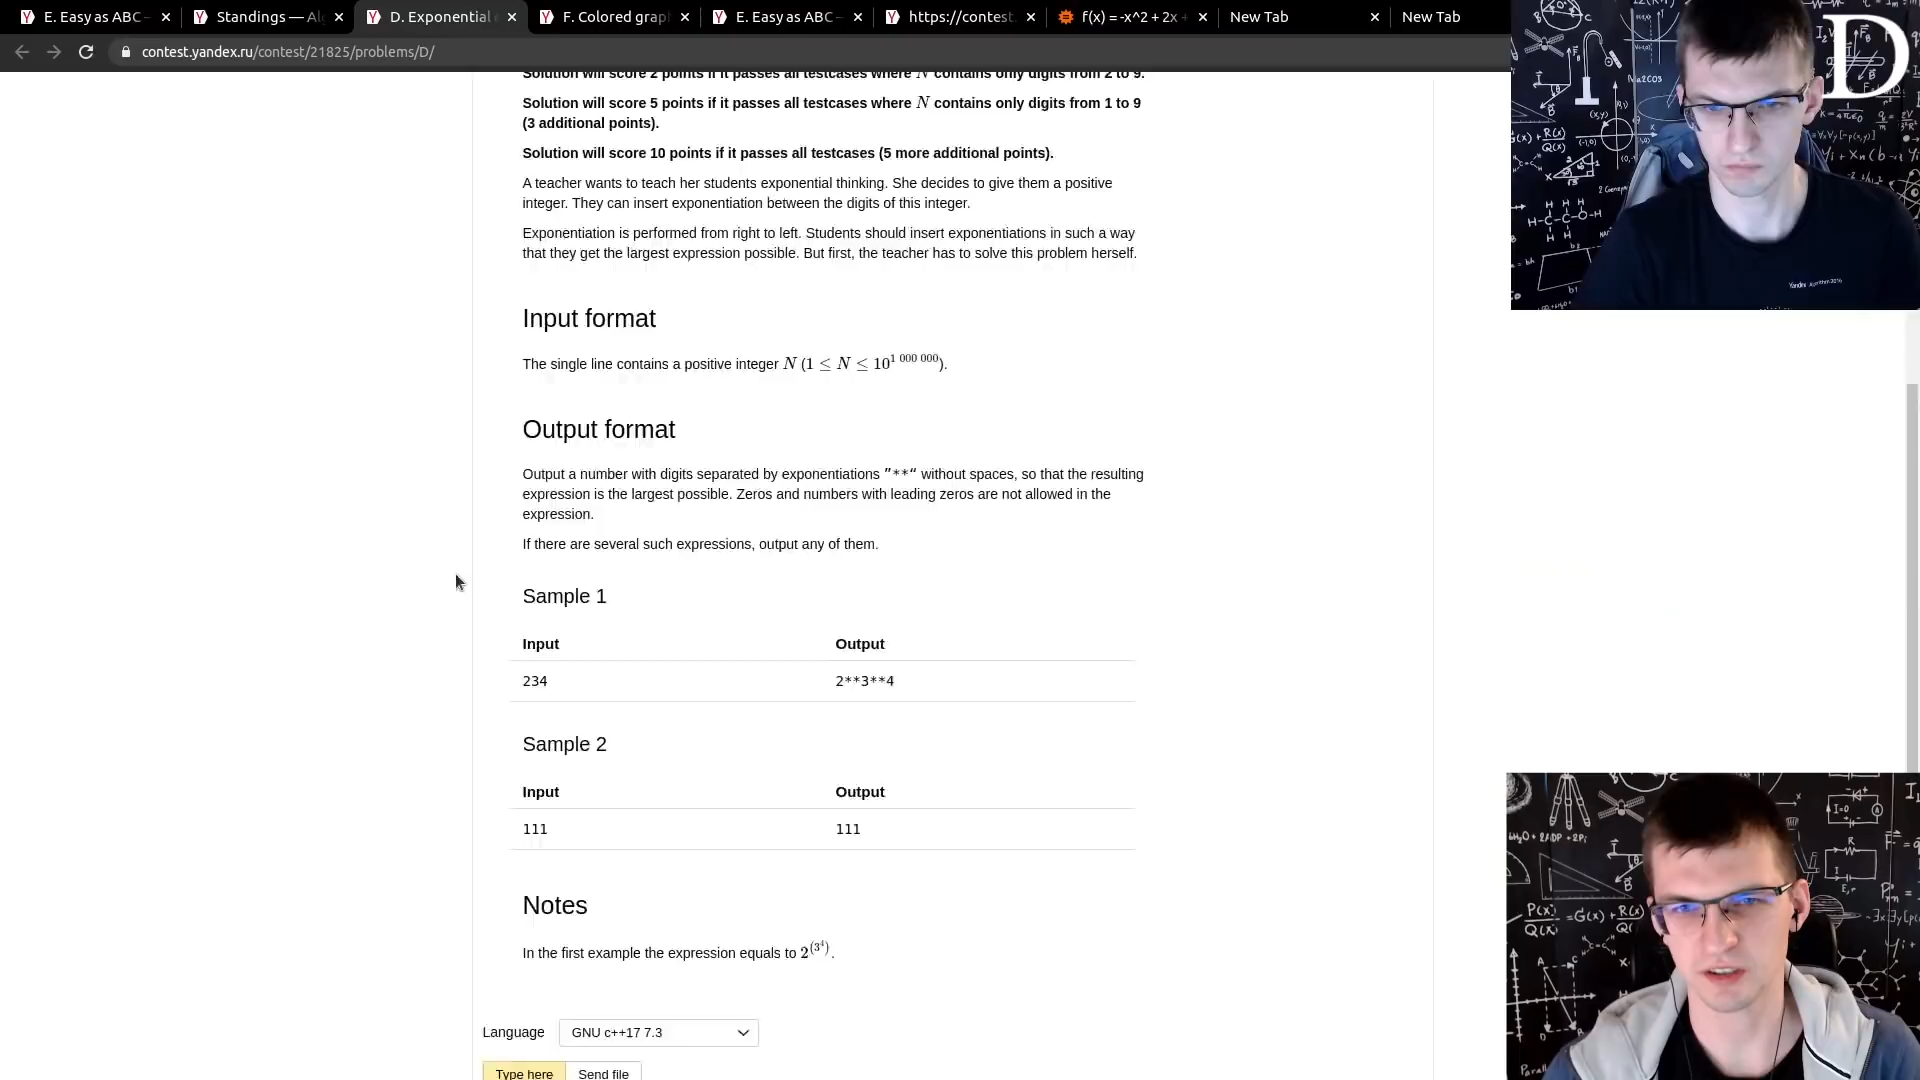 E. Easy as ABC
Standings — Al
D. Exponential
F. Colored grap
E. Easy as ABC
https://contest.
f(x) = -x^2 + 2x
New Tab
New Tab
contest.yandex.ru/contest/21825/problems/D/
D
Solution will score 2 points if it passes all testcases where N contains only digits from 2 to 9.
Solution will score 5 points if it passes all testcases where N contains only digits from 1 to 9
(3 additional points).
Solution will score 10 points if it passes all testcases (5 more additional points).
A teacher wants to teach her students exponential thinking. She decides to give them a positive
integer. They can insert exponentiation between the digits of this integer.
Exponentiation is performed from right to left. Students should insert exponentiations in such a way
that they get the largest expression possible. But first, the teacher has to solve this problem herself.
Input format
The single line contains a positive integer N (1 ≤ N ≤ 10^1 000 000).
Output format
Output a number with digits separated by exponentiations ”**“ without spaces, so that the resulting
expression is the largest possible. Zeros and numbers with leading zeros are not allowed in the
expression.
If there are several such expressions, output any of them.
Sample 1
Input Output
234 2**3**4
Sample 2
Input Output
111 111
Notes
In the first example the expression equals to 2^(3^4).
Language GNU c++17 7.3
Type here Send file